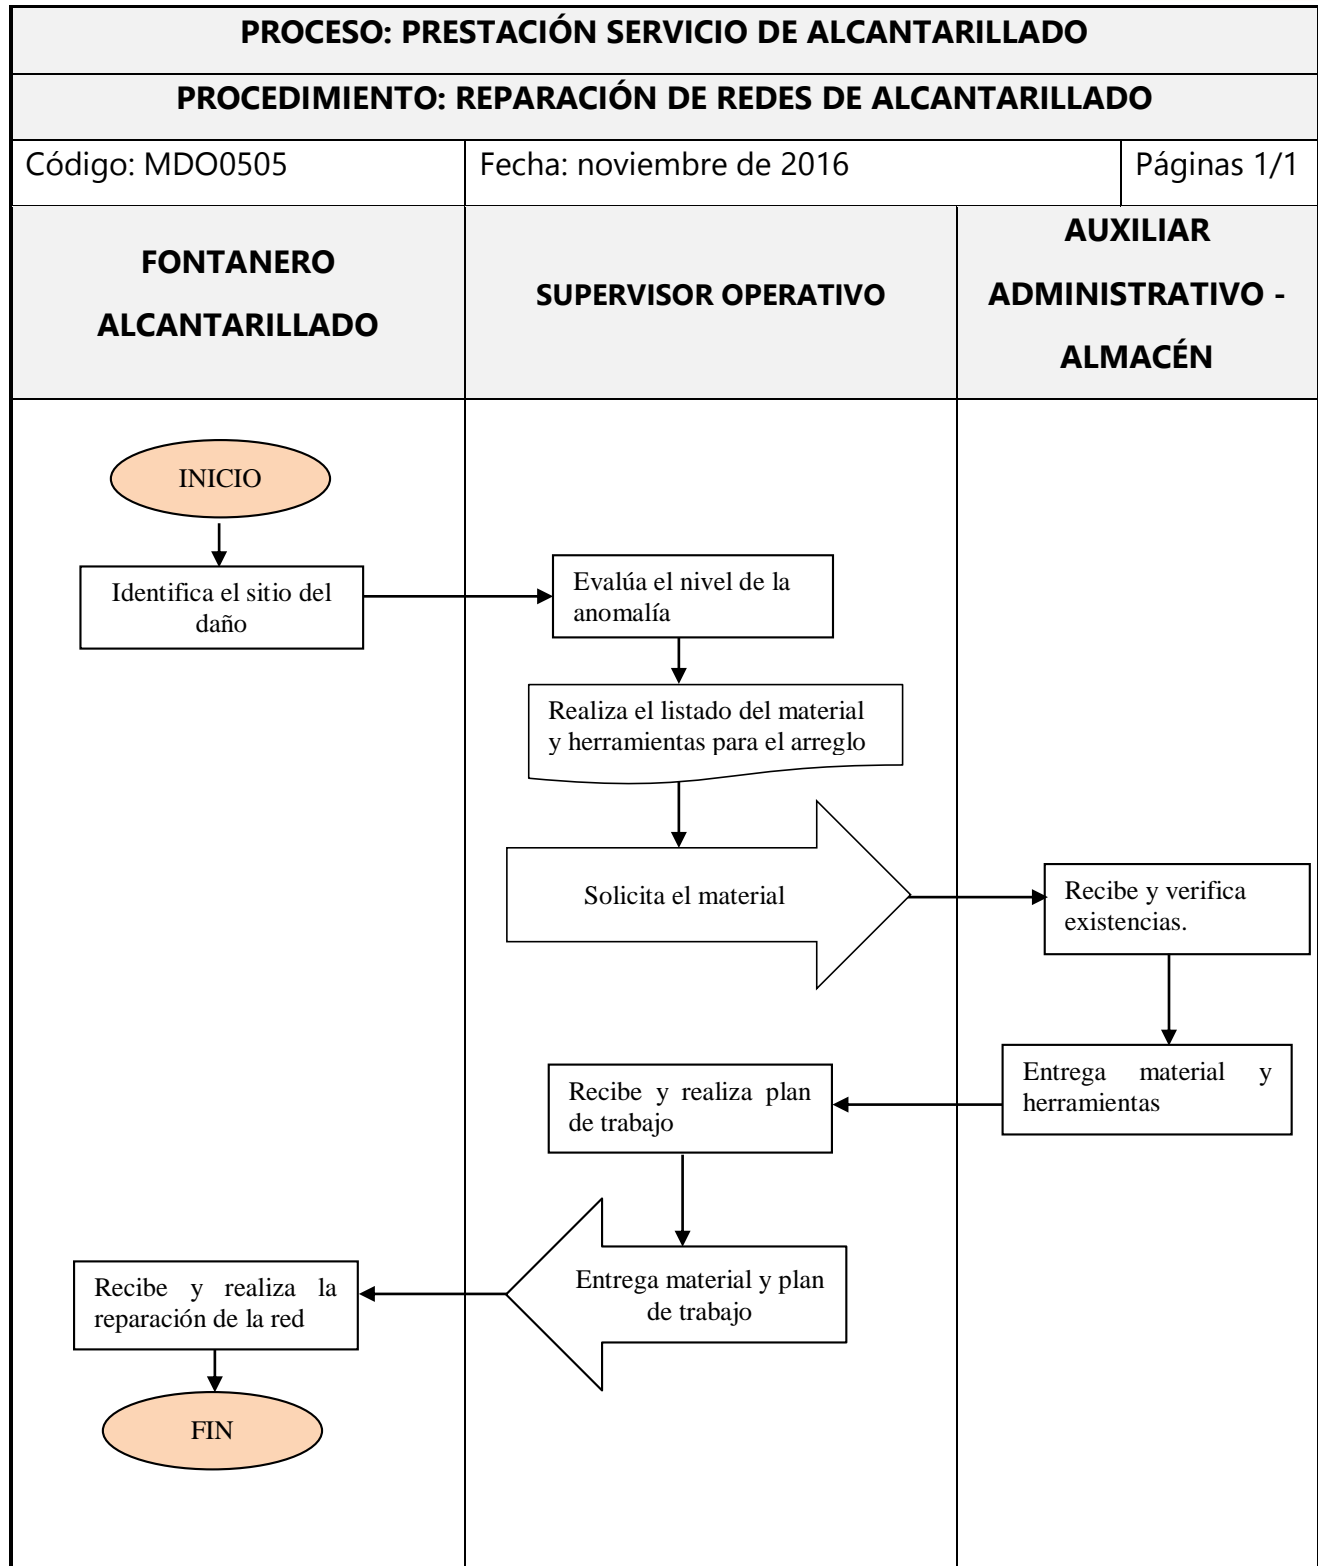 PROCESO: PRESTACIÓN SERVICIO DE ALCANTARILLADO
PROCEDIMIENTO: REPARACIÓN DE REDES DE ALCANTARILLADO
Código: MDO0505
Fecha: noviembre de 2016
Páginas 1/1
FONTANERO
ALCANTARILLADO
SUPERVISOR OPERATIVO
AUXILIAR
ADMINISTRATIVO -
ALMACÉN
INICIO
Identifica el sitio del
daño
Evalúa el nivel de la
anomalía
Realiza el listado del material
y herramientas para el arreglo
Solicita el material
Recibe y verifica
existencias.
Entrega material y
herramientas
Recibe y realiza plan
de trabajo
Entrega material y plan
de trabajo
Recibe y realiza la
reparación de la red
FIN